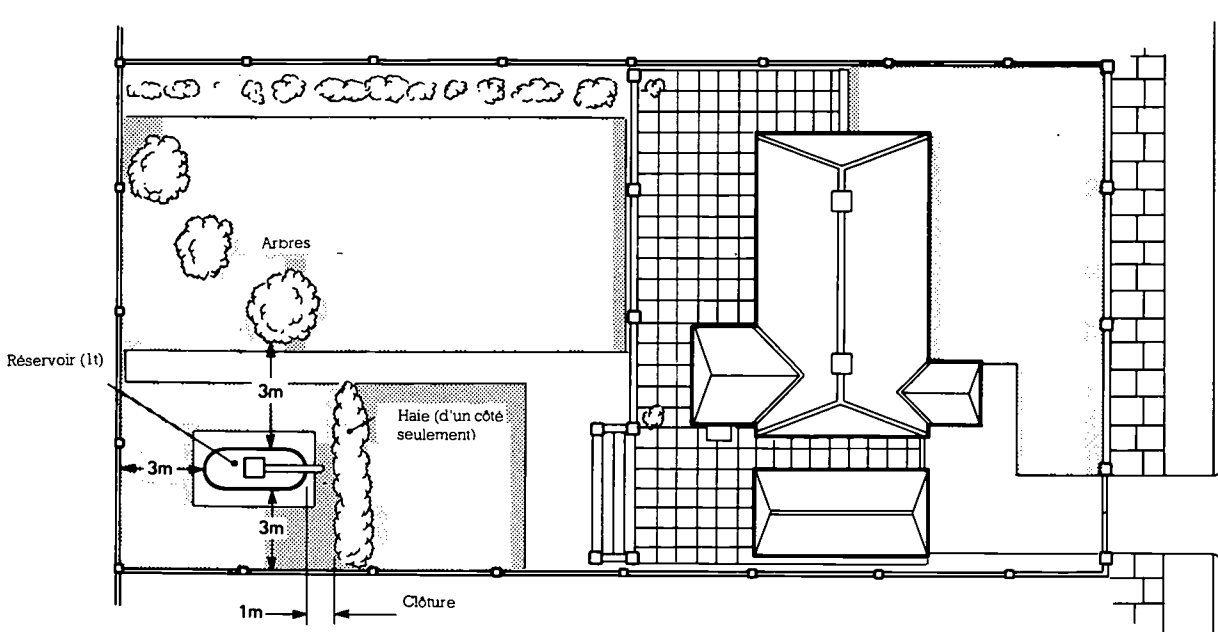 Arbres
Réservoir (1t)
3m
Haie (d'un côté
seulement)
3m
3m
1m
Clôture